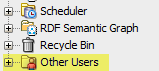 Scheduler
RDF Semantic Graph
Recycle Bin
Other Users